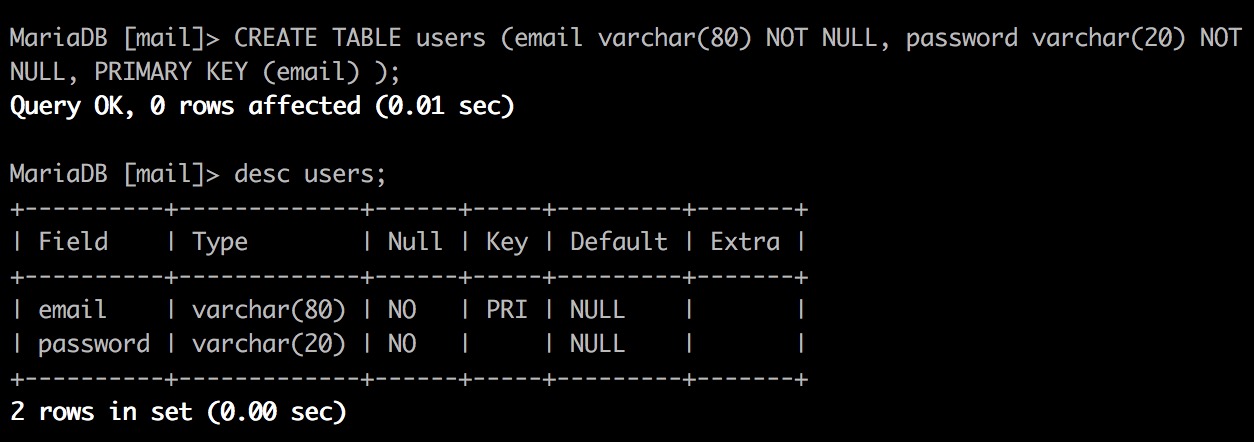 MariaDB [mail]> CREATE TABLE users (email varchar(80) NOT NULL, password varchar(20) NOT
NULL, PRIMARY KEY (email) );
Query OK, 0 rows affected (0.01 sec)

MariaDB [mail]> desc users;
+----------+-------------+------+-----+---------+-------+
| Field    | Type        | Null | Key | Default | Extra |
+----------+-------------+------+-----+---------+-------+
| email    | varchar(80) | NO   | PRI | NULL    |       |
| password | varchar(20) | NO   |     | NULL    |       |
+----------+-------------+------+-----+---------+-------+
2 rows in set (0.00 sec)